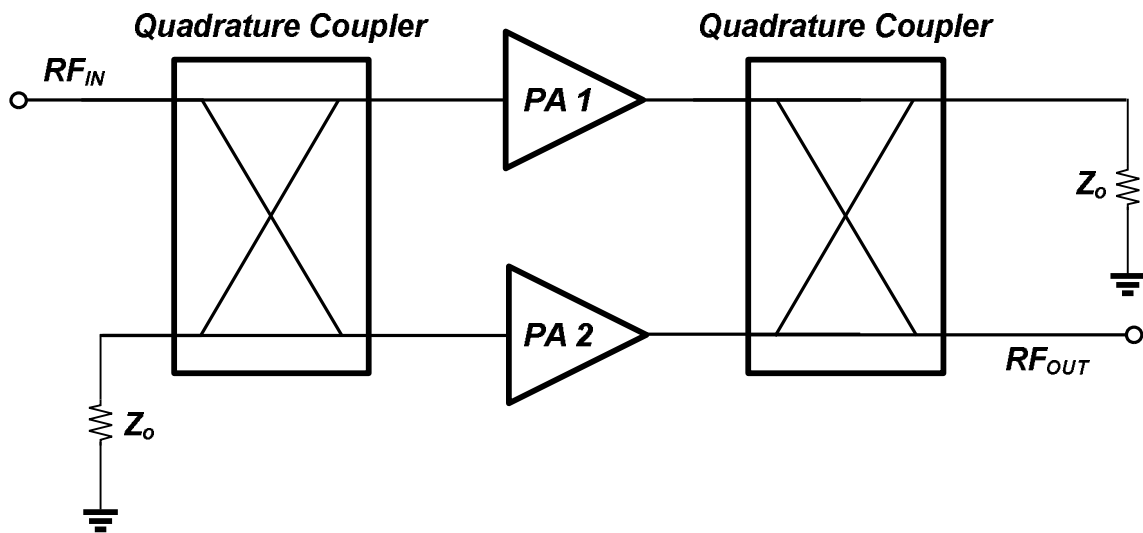 Quadrature Coupler
Quadrature Coupler
RF_IN
PA 1
Z_o
PA 2
RF_OUT
Z_o